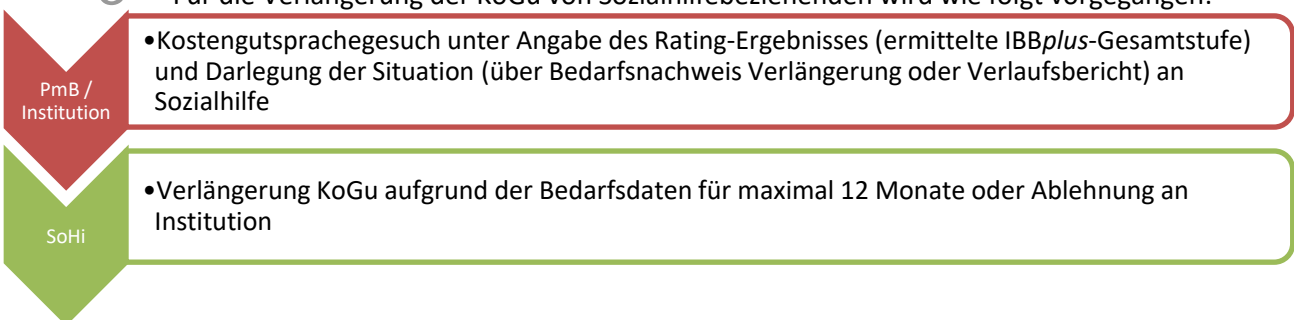 Für die Verlängerung der KoGu von Sozialhilfebeziehenden wird wie folgt vorgegangen:
PmB /
Institution
•Kostengutsprachegesuch unter Angabe des Rating-Ergebnisses (ermittelte IBBplus-Gesamtstufe)
und Darlegung der Situation (über Bedarfsnachweis Verlängerung oder Verlaufsbericht) an
Sozialhilfe
SoHi
•Verlängerung KoGu aufgrund der Bedarfsdaten für maximal 12 Monate oder Ablehnung an
Institution